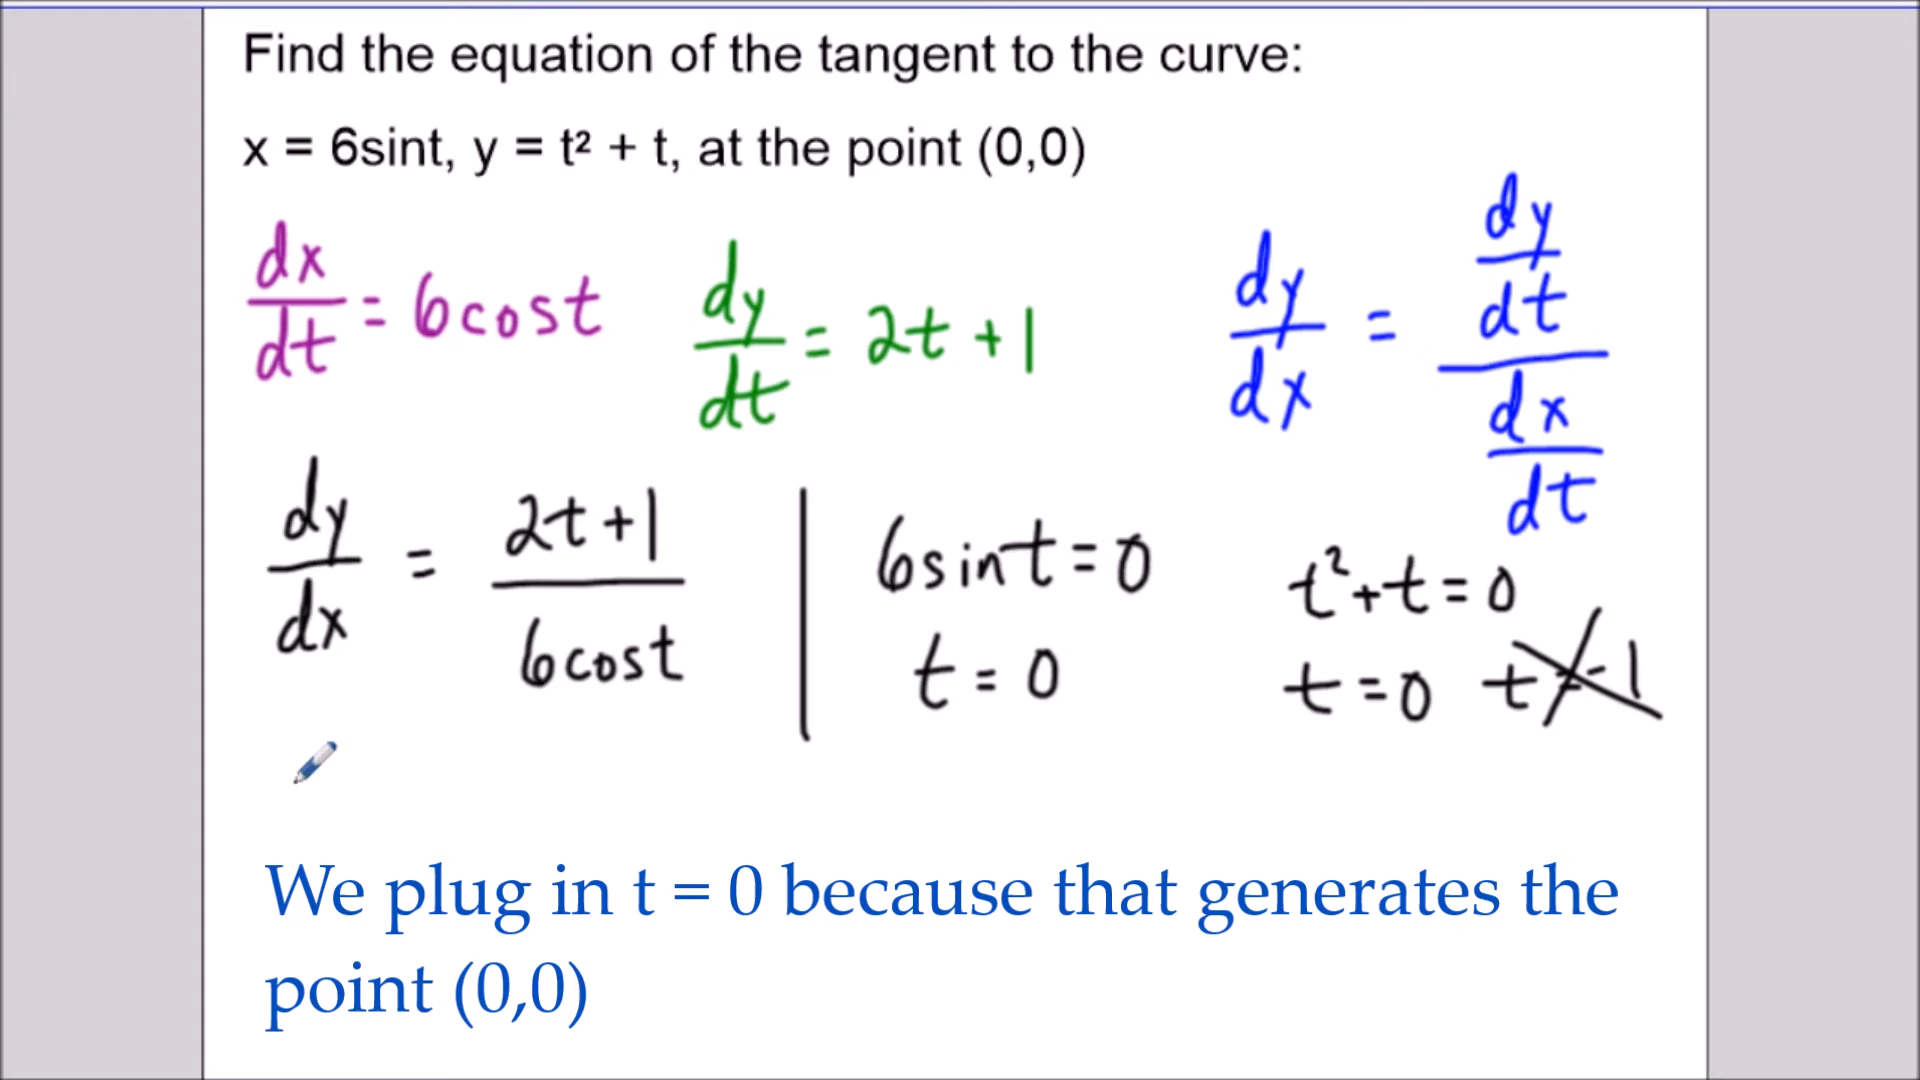 Find the equation of the tangent to the curve:
x = 6sint, y = t² + t, at the point (0,0)
dx/dt = 6cost
dy/dt = 2t+1
dy/dx = dy/dt / dx/dt
dy/dx = 2t+1 / 6cost
6sint=0
t=0
t²+t=0
t=0 t=-1
We plug in t = 0 because that generates the
point (0,0)